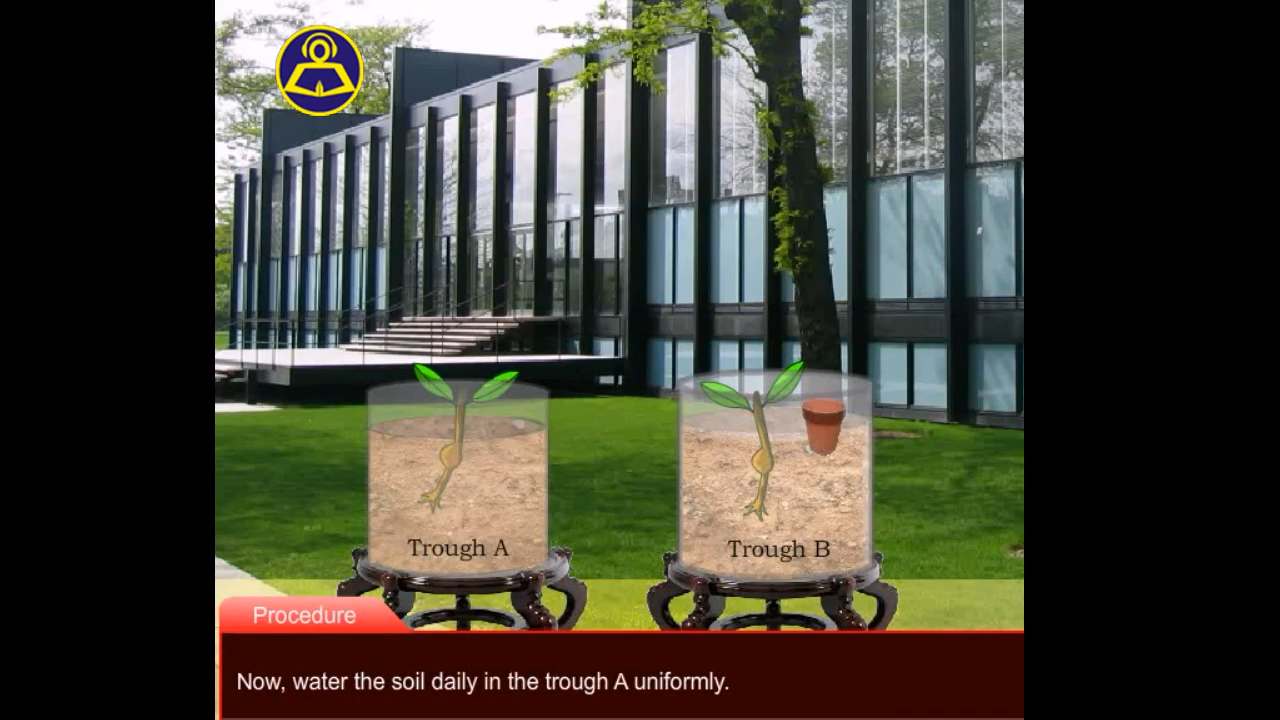 Trough A
Trough B
Procedure
Now, water the soil daily in the trough A uniformly.